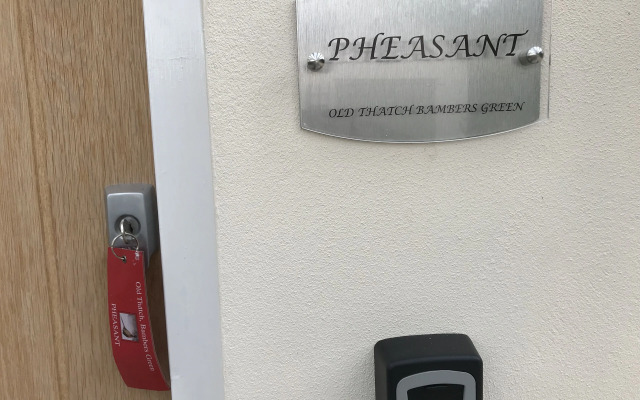 PHEASANT
OLD THATCH BAMBERS GREEN
Old Thatch, Bambers Green
PHEASANT